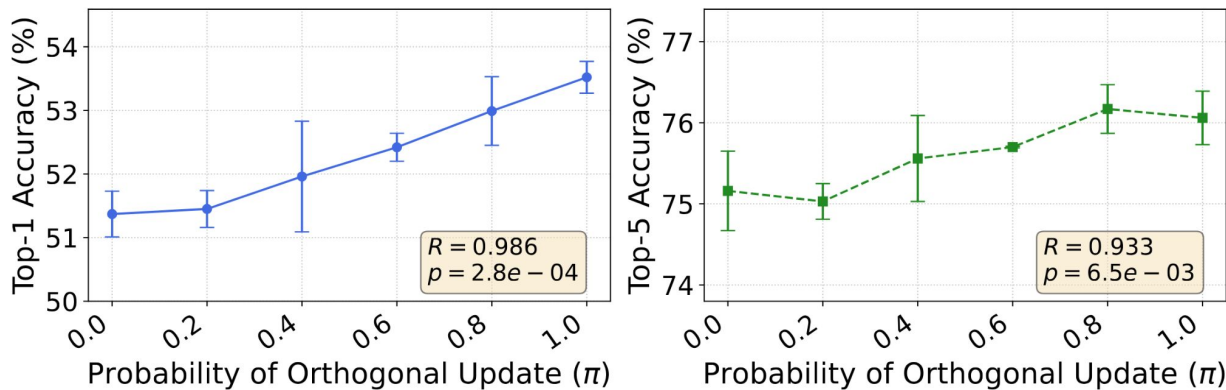 Top-1 Accuracy (%)
54
53
52
51
50
R = 0.986
p = 2.8e − 04
0.0 0.2 0.4 0.6 0.8 1.0
Probability of Orthogonal Update (π)
Top-5 Accuracy (%)
77
76
75
74
R = 0.933
p = 6.5e − 03
0.0 0.2 0.4 0.6 0.8 1.0
Probability of Orthogonal Update (π)